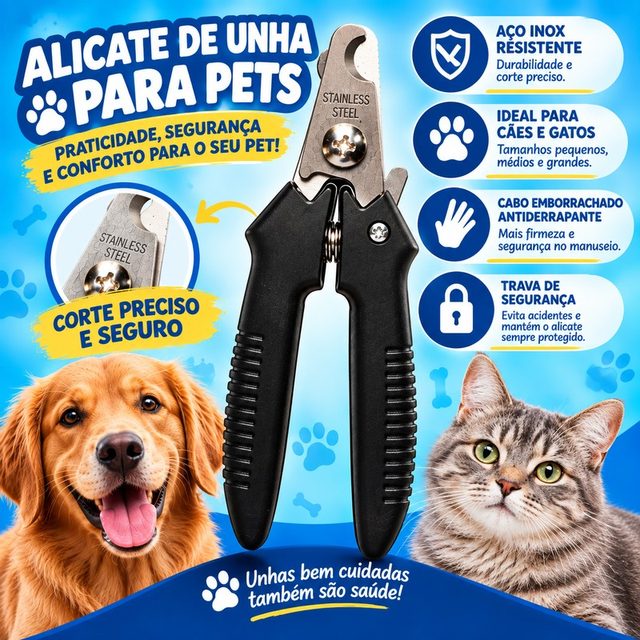 ALICATE DE UNHA
PARA PETS
PRATICIDADE, SEGURANÇA
E CONFORTO PARA O SEU PET!
STAINLESS
STEEL
STAINLESS
STEEL
CORTE PRECISO
E SEGURO
AÇO INOX
RESISTENTE
Durabilidade e
corte preciso.
IDEAL PARA
CÃES E GATOS
Tamanhos pequenos,
médios e grandes.
CABO EMBORRACHADO
ANTIDERRAPANTE
Mais firmeza e
segurança no manuseio.
TRAVA DE
SEGURANÇA
Evita acidentes e
mantém o alicate
sempre protegido.
Unhas bem cuidadas
também são saúde!